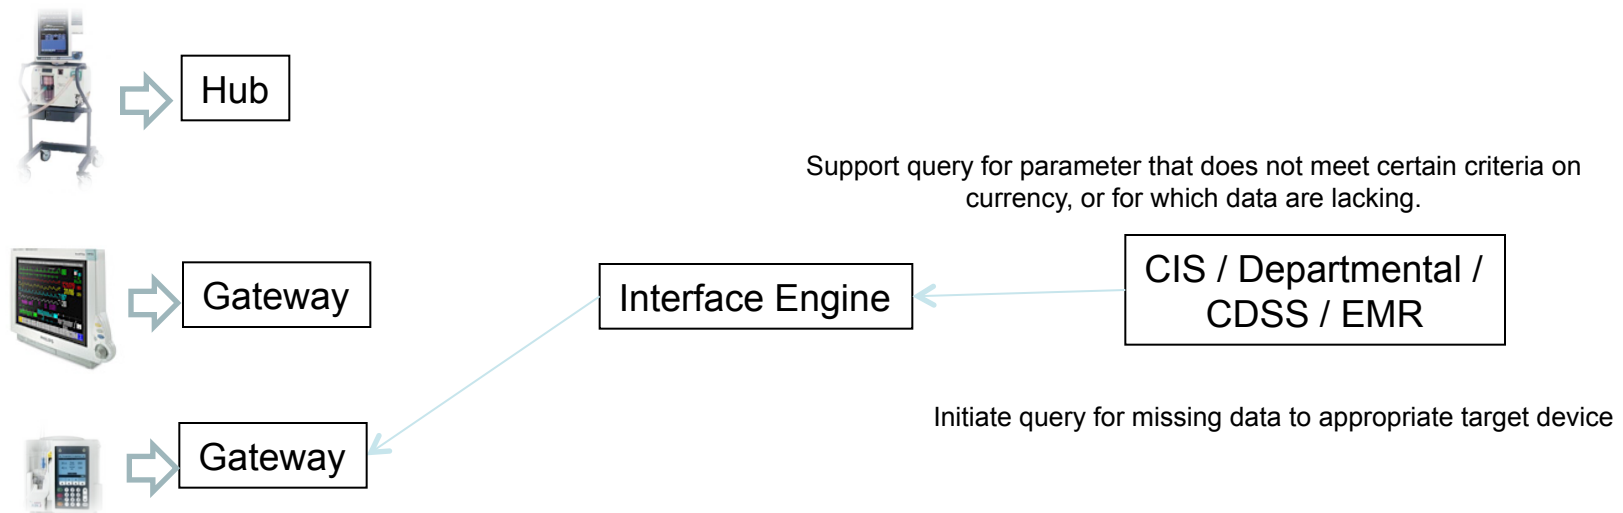 Hub
Support query for parameter that does not meet certain criteria on
currency, or for which data are lacking.
Gateway
Interface Engine
CIS / Departmental /
CDSS / EMR
Initiate query for missing data to appropriate target device
Gateway